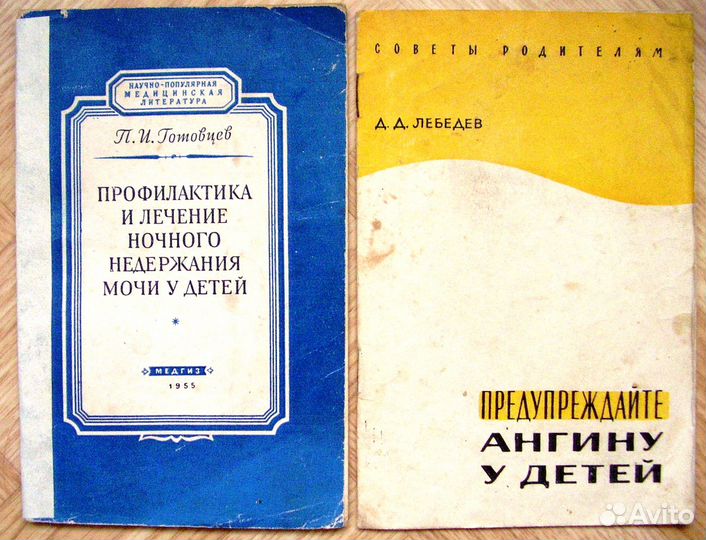 НАУЧНО-ПОПУЛЯРНАЯ
МЕДИЦИНСКАЯ
ЛИТЕРАТУРА
П. И. Готовцев
ПРОФИЛАКТИКА
И ЛЕЧЕНИЕ
НОЧНОГО
НЕДЕРЖАНИЯ
МОЧИ У ДЕТЕЙ
*
МЕДГИЗ
1955
СОВЕТЫ РОДИТЕЛЯМ
Д. Д. ЛЕБЕДЕВ
ПРЕДУПРЕЖДАЙТЕ
АНГИНУ
У ДЕТЕЙ
Avito